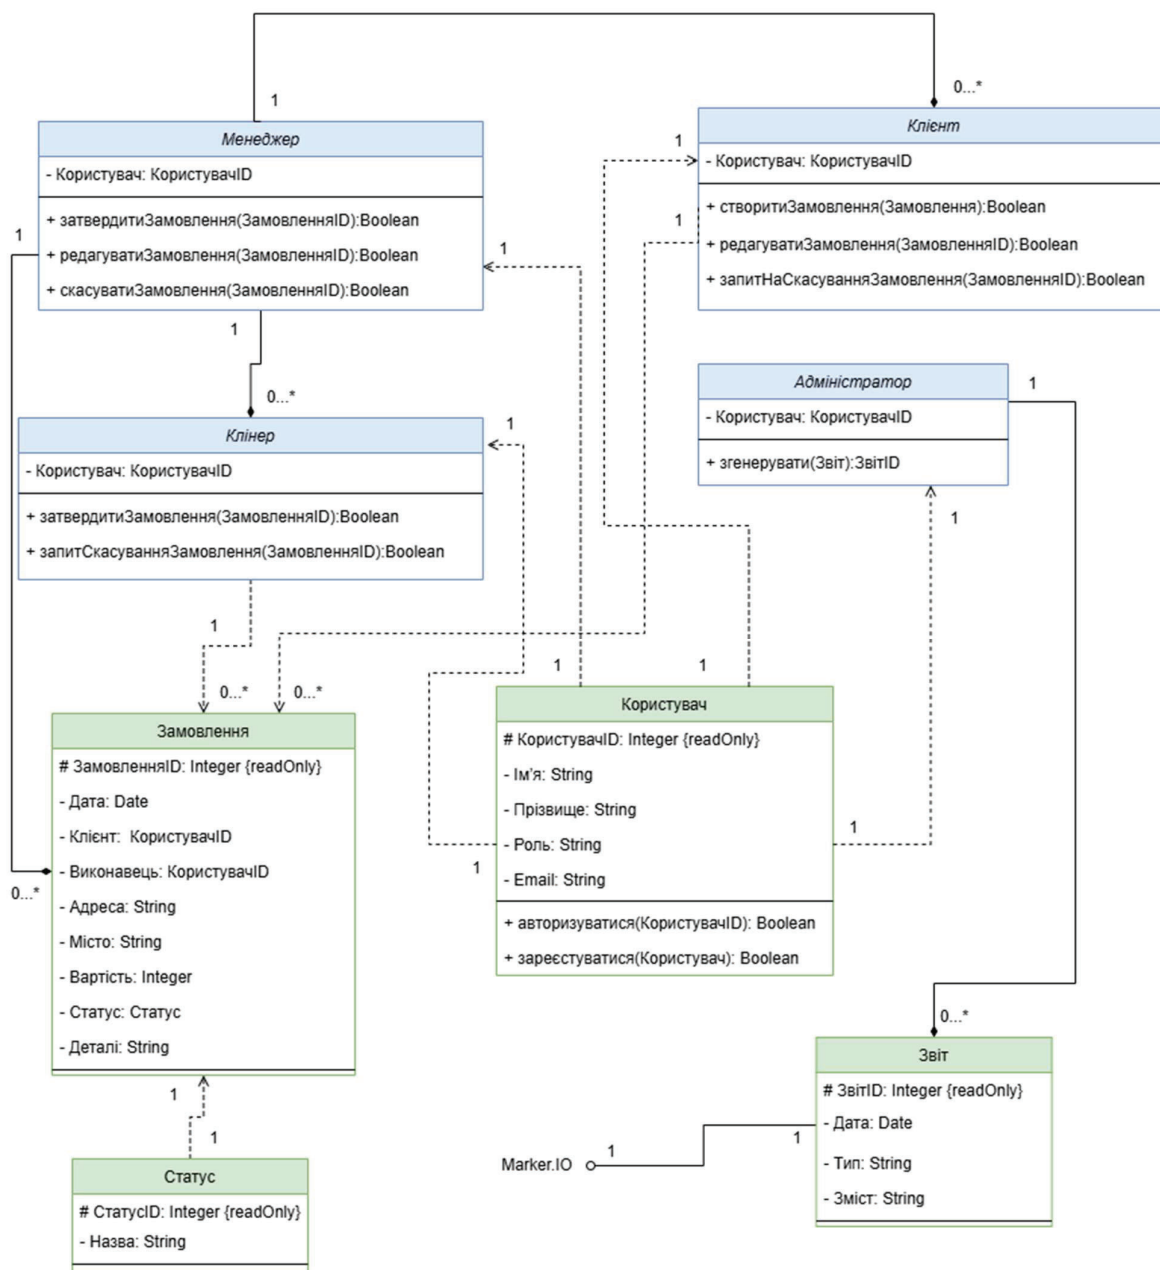 1
0...*
Менеджер
- Користувач: КористувачID
+ затвердитиЗамовлення(ЗамовленняID):Boolean
+ редагуватиЗамовлення(ЗамовленняID):Boolean
+ скасуватиЗамовлення(ЗамовленняID):Boolean
1
1
1
Клієнт
- Користувач: КористувачID
+ створитиЗамовлення(Замовлення):Boolean
+ редагуватиЗамовлення(ЗамовленняID):Boolean
+ запитНаСкасуванняЗамовлення(ЗамовленняID):Boolean
1
1
0...*
Клінер
- Користувач: КористувачID
+ затвердитиЗамовлення(ЗамовленняID):Boolean
+ запитСкасуванняЗамовлення(ЗамовленняID):Boolean
1
Адміністратор
- Користувач: КористувачID
+ згенерувати(Звіт):ЗвітID
1
1
1
0...*
0...*
1
1
Замовлення
# ЗамовленняID: Integer {readOnly}
- Дата: Date
- Клієнт:  КористувачID
- Виконавець: КористувачID
- Адреса: String
- Місто: String
- Вартість: Integer
- Статус: Статус
- Деталі: String
0...*
Користувач
# КористувачID: Integer {readOnly}
- Ім'я: String
- Прізвище: String
- Роль: String
- Email: String
+ авторизуватися(КористувачID): Boolean
+ зареєстуватися(Користувач): Boolean
1
1
0...*
Звіт
# ЗвітID: Integer {readOnly}
- Дата: Date
- Тип: String
- Зміст: String
Marker.IO
1
1
1
1
Статус
# СтатусID: Integer {readOnly}
- Назва: String